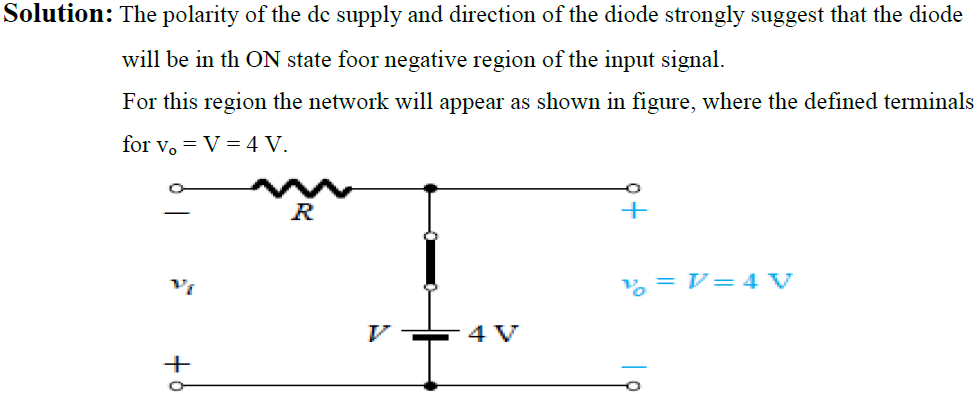 Solution: The polarity of the dc supply and direction of the diode strongly suggest that the diode
will be in th ON state foor negative region of the input signal.
For this region the network will appear as shown in figure, where the defined terminals
for vₒ = V = 4 V.
R
+
−
vᵢ
vₒ = V = 4 V
V
4 V
+
−